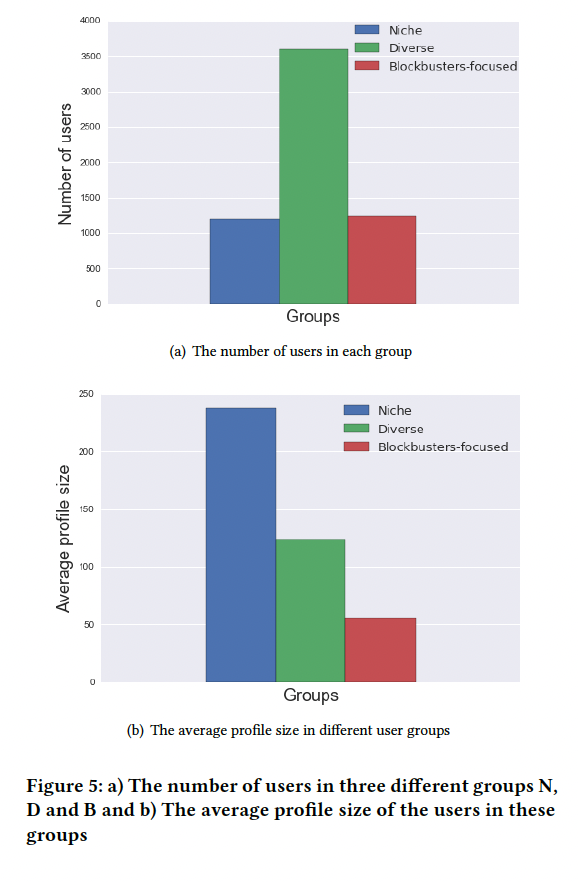 4000
3500
3000
2500
2000
1500
1000
500
0
Number of users
Niche
Diverse
Blockbusters-focused
Groups
(a) The number of users in each group
250
200
150
100
50
0
Average profile size
Niche
Diverse
Blockbusters-focused
Groups
(b) The average profile size in different user groups
Figure 5: a) The number of users in three different groups N,
D and B and b) The average profile size of the users in these
groups